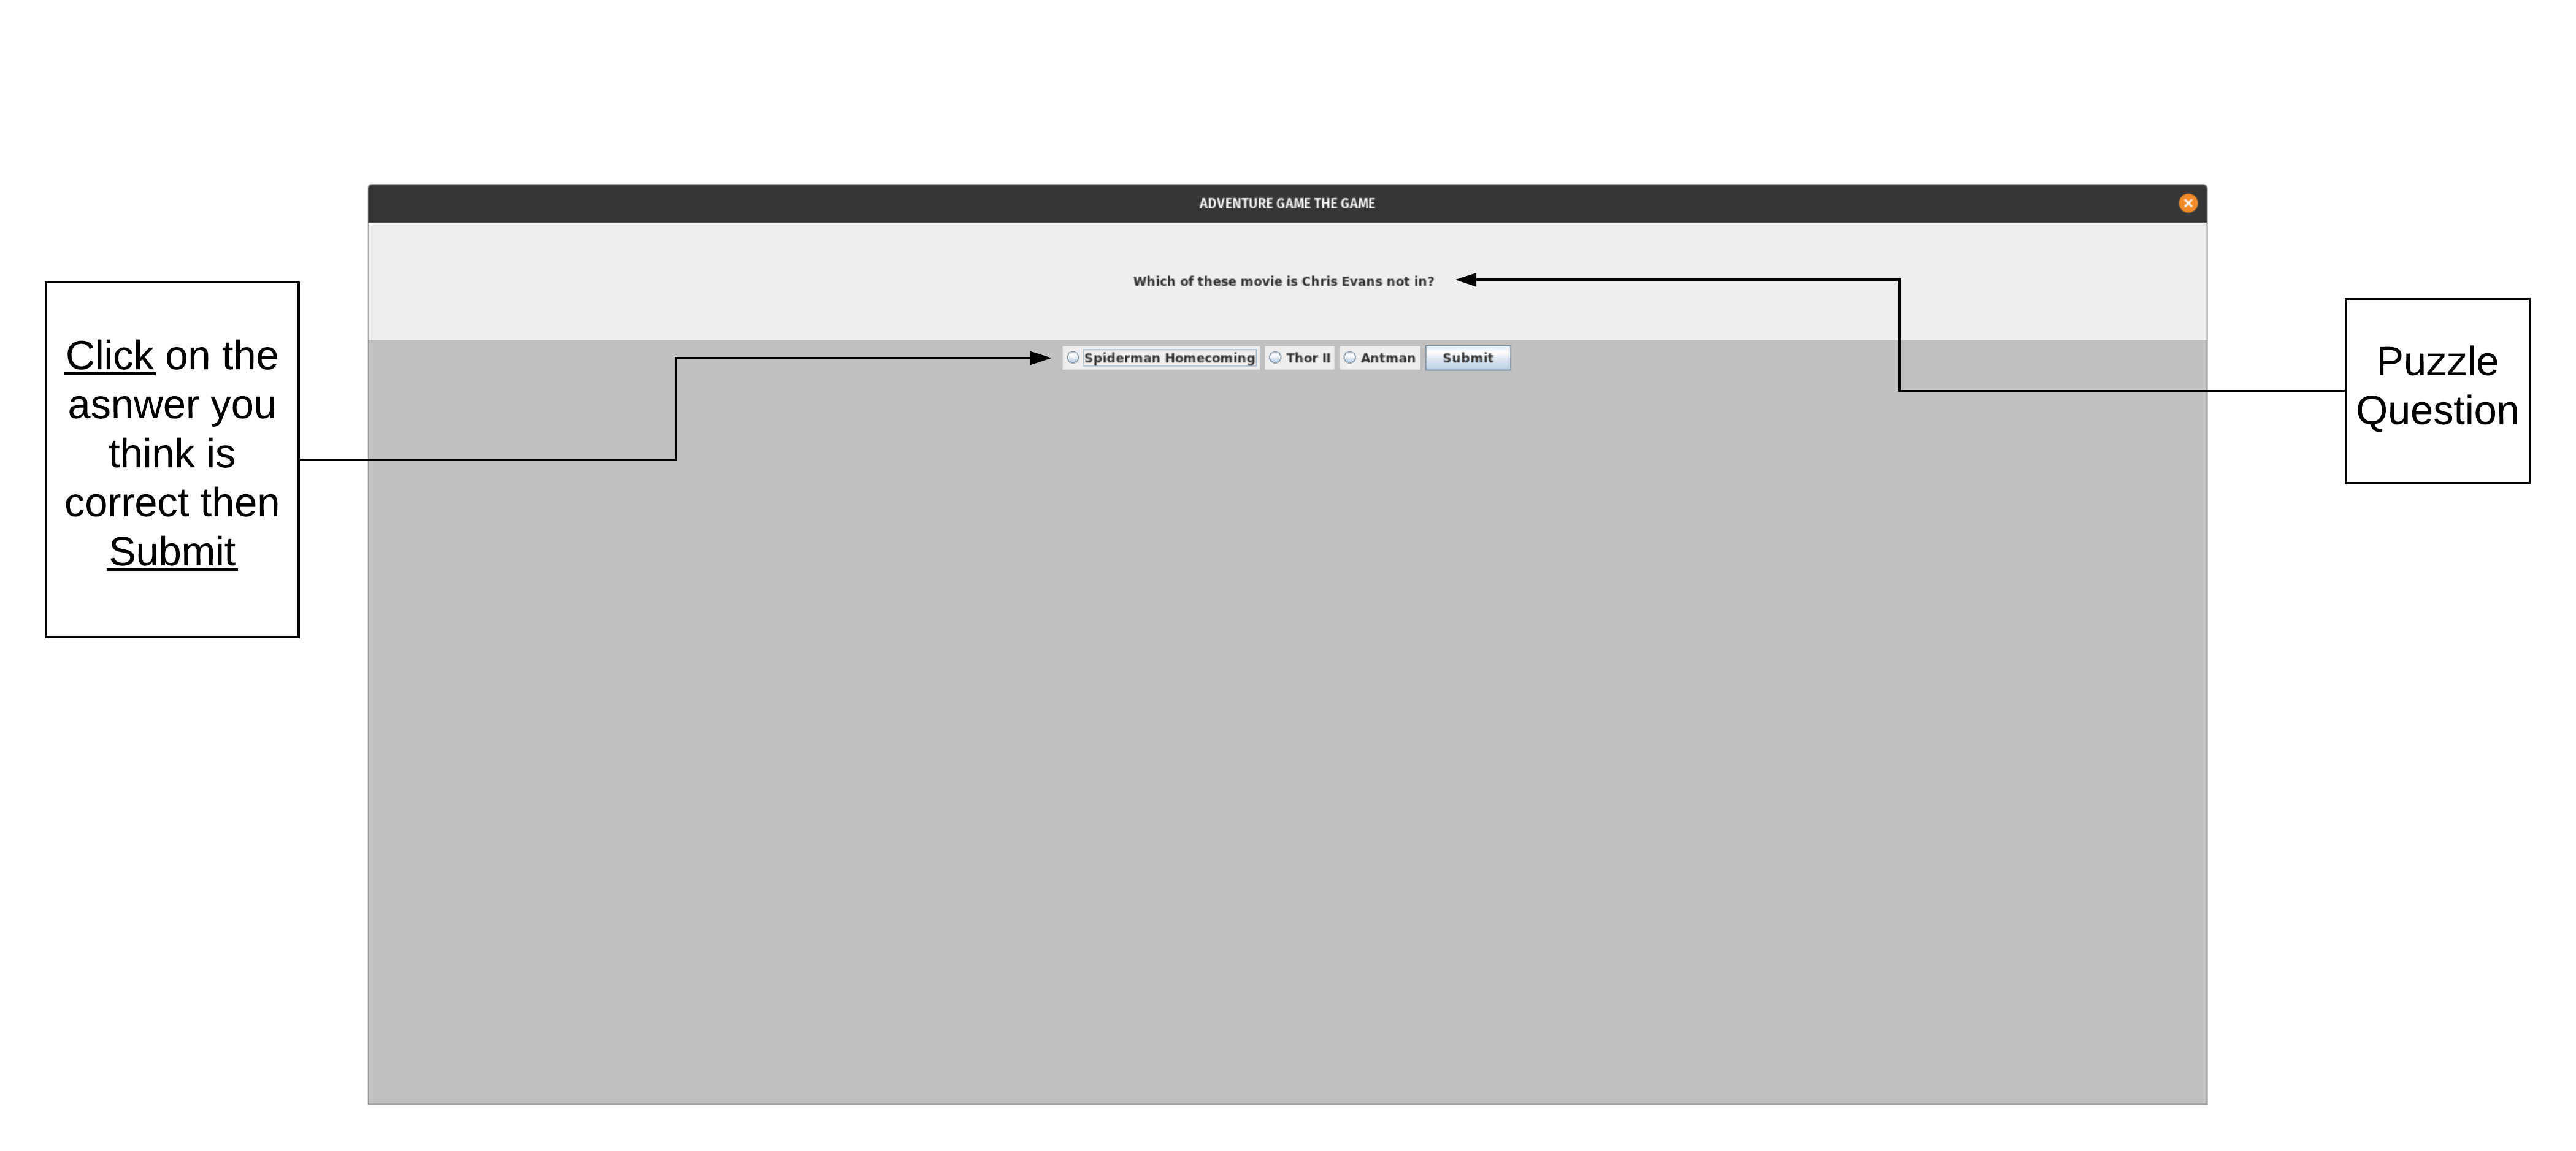 ADVENTURE GAME THE GAME
Which of these movie is Chris Evans not in?
Spiderman Homecoming Thor II Antman Submit
Click on the
asnwer you
think is
correct then
Submit
Puzzle
Question